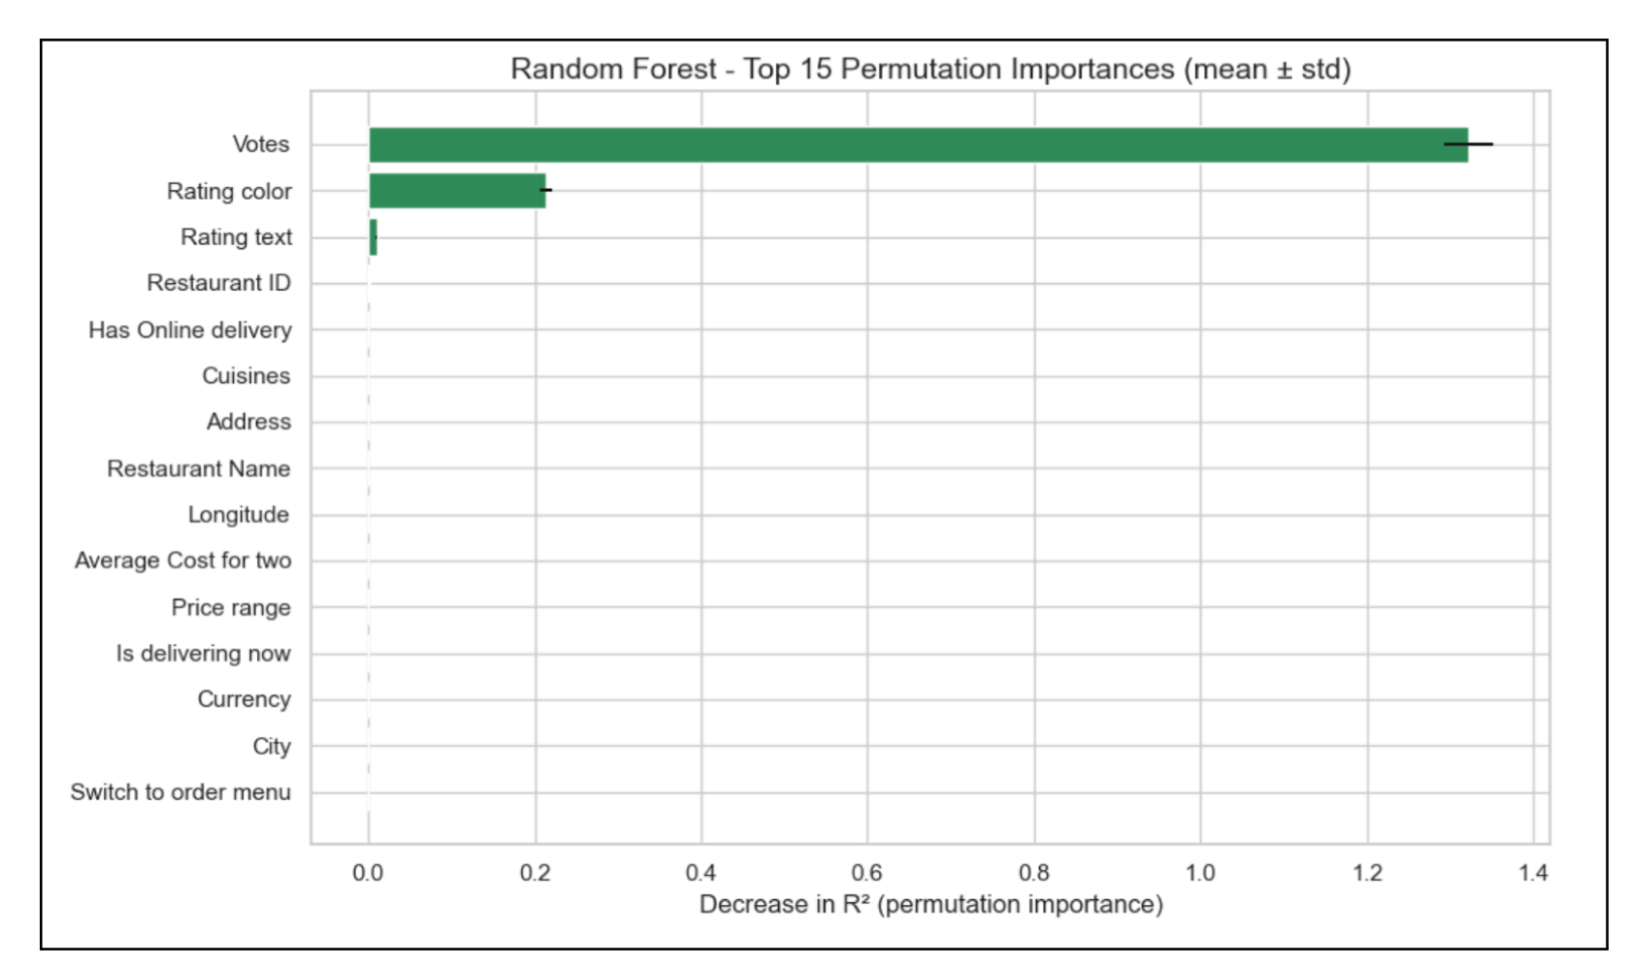 Random Forest - Top 15 Permutation Importances (mean ± std)
Votes
Rating color
Rating text
Restaurant ID
Has Online delivery
Cuisines
Address
Restaurant Name
Longitude
Average Cost for two
Price range
Is delivering now
Currency
City
Switch to order menu
0.0 0.2 0.4 0.6 0.8 1.0 1.2 1.4
Decrease in R² (permutation importance)